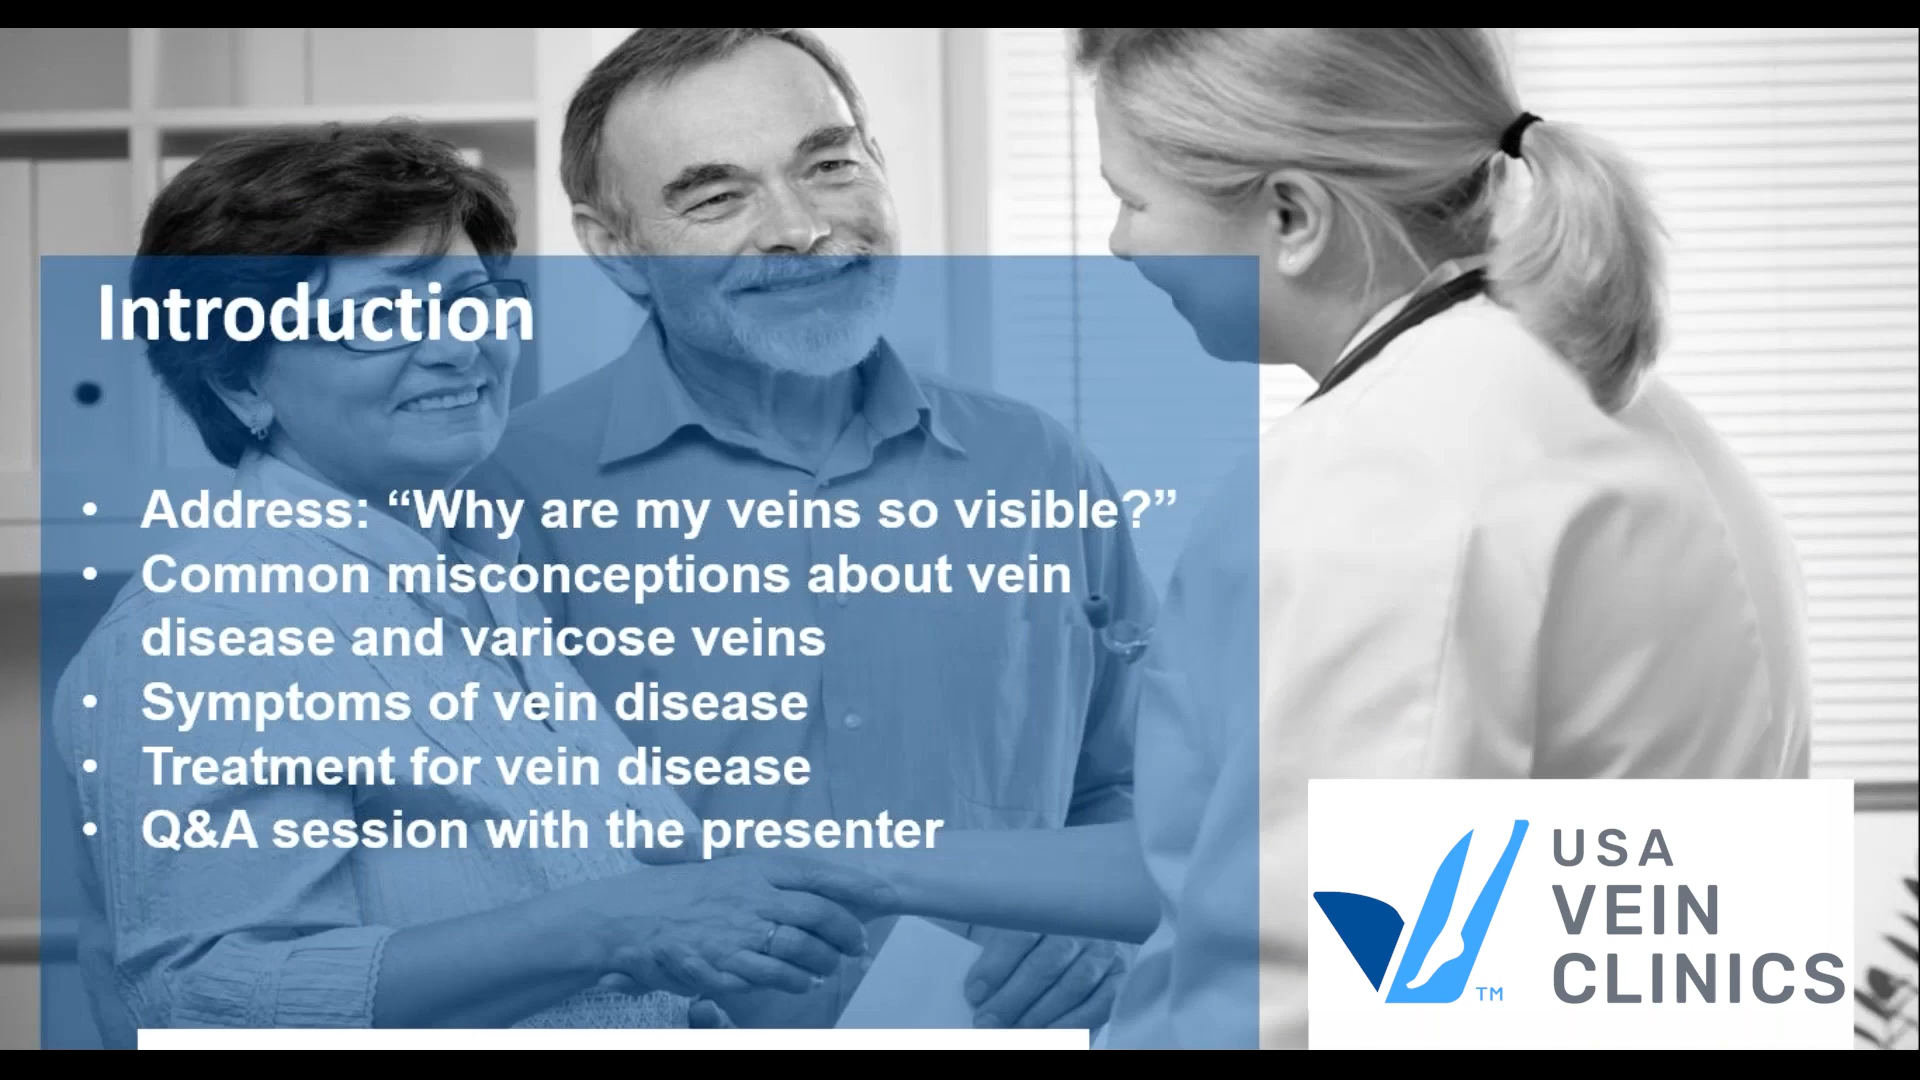 Introduction
• Address: “Why are my veins so visible?”
• Common misconceptions about vein
disease and varicose veins
• Symptoms of vein disease
• Treatment for vein disease
• Q&A session with the presenter
USA
VEIN
CLINICS
TM